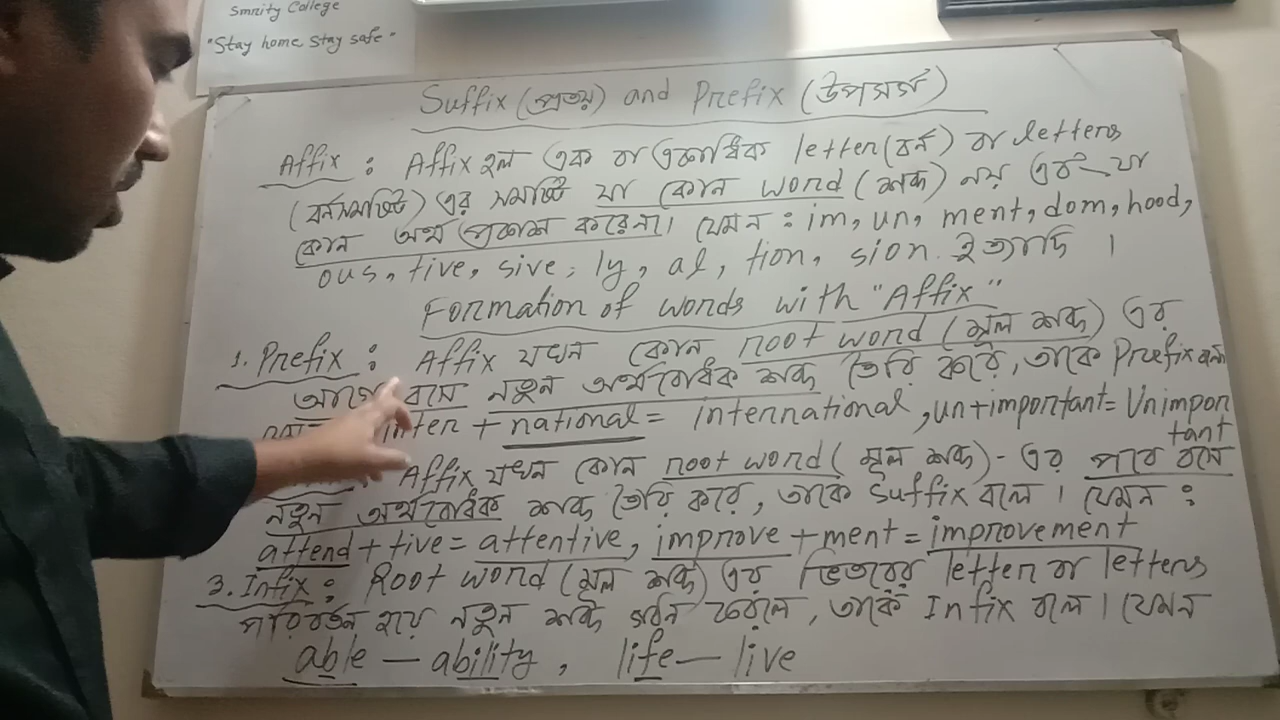 Smrity College
"Stay home stay safe"
Suffix (প্রত্যয়) and Prefix (উপসর্গ)
Affix : Affix হল এক বা একাধিক letter (বর্ন) বা letters
(বর্নসমষ্টি) এর সমষ্টি যা কোন word (শব্দ) নয় এবং যা
কোন অর্থ প্রকাশ করেনা। যেমন : im, un, ment, dom, hood,
ous, tive, sive, ly, al, tion, sion ইত্যাদি ।
Formation of words with "Affix"
1. Prefix : Affix যখন কোন root word (মূল শব্দ) এর
আগে বসে নতুন অর্থবোধক শব্দ তৈরি করে, তাকে Prefix বলে
inter + national = international, un + important = Unimpor
tant
Affix যখন কোন root word (মূল শব্দ) - এর পরে বসে
নতুন অর্থবোধক শব্দ তৈরি করে, তাকে Suffix বলে । যেমন :
attend + tive = attentive, improve + ment = improvement
3. Infix : Root word (মূল শব্দ) এর ভিতরের letter or letters
পরিবর্তন হয়ে নতুন শব্দ গঠন করলে, তাকে Infix বলে । যেমন
able — ability, life — live